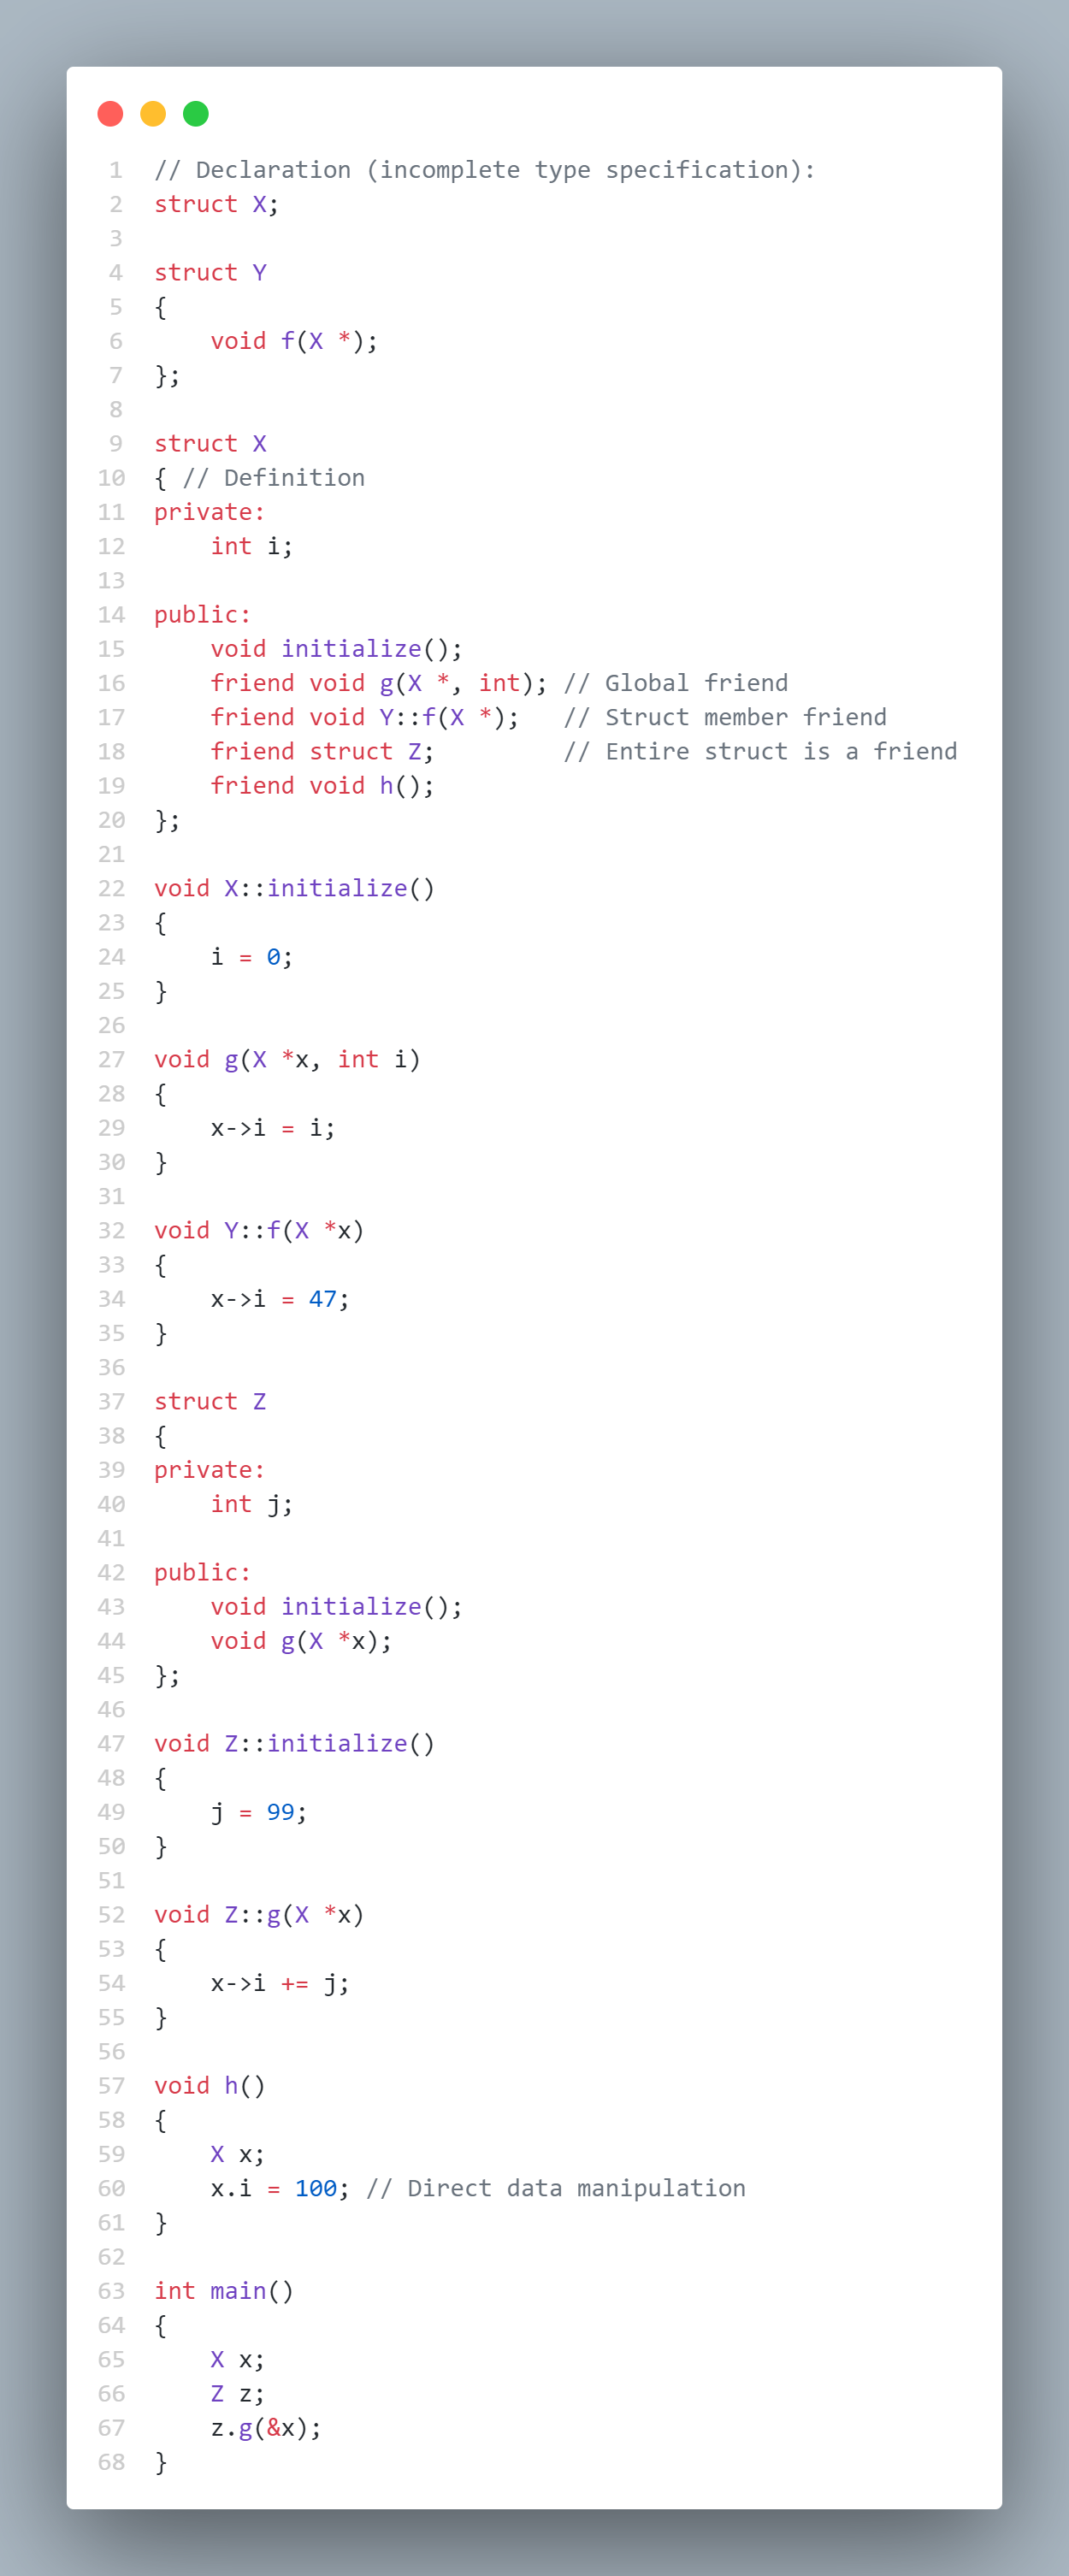 1 // Declaration (incomplete type specification):
2 struct X;
3
4 struct Y
5 {
6     void f(X *);
7 };
8
9 struct X
10 { // Definition
11 private:
12     int i;
13
14 public:
15     void initialize();
16     friend void g(X *, int); // Global friend
17     friend void Y::f(X *);   // Struct member friend
18     friend struct Z;         // Entire struct is a friend
19     friend void h();
20 };
21
22 void X::initialize()
23 {
24     i = 0;
25 }
26
27 void g(X *x, int i)
28 {
29     x->i = i;
30 }
31
32 void Y::f(X *x)
33 {
34     x->i = 47;
35 }
36
37 struct Z
38 {
39 private:
40     int j;
41
42 public:
43     void initialize();
44     void g(X *x);
45 };
46
47 void Z::initialize()
48 {
49     j = 99;
50 }
51
52 void Z::g(X *x)
53 {
54     x->i += j;
55 }
56
57 void h()
58 {
59     X x;
60     x.i = 100; // Direct data manipulation
61 }
62
63 int main()
64 {
65     X x;
66     Z z;
67     z.g(&x);
68 }